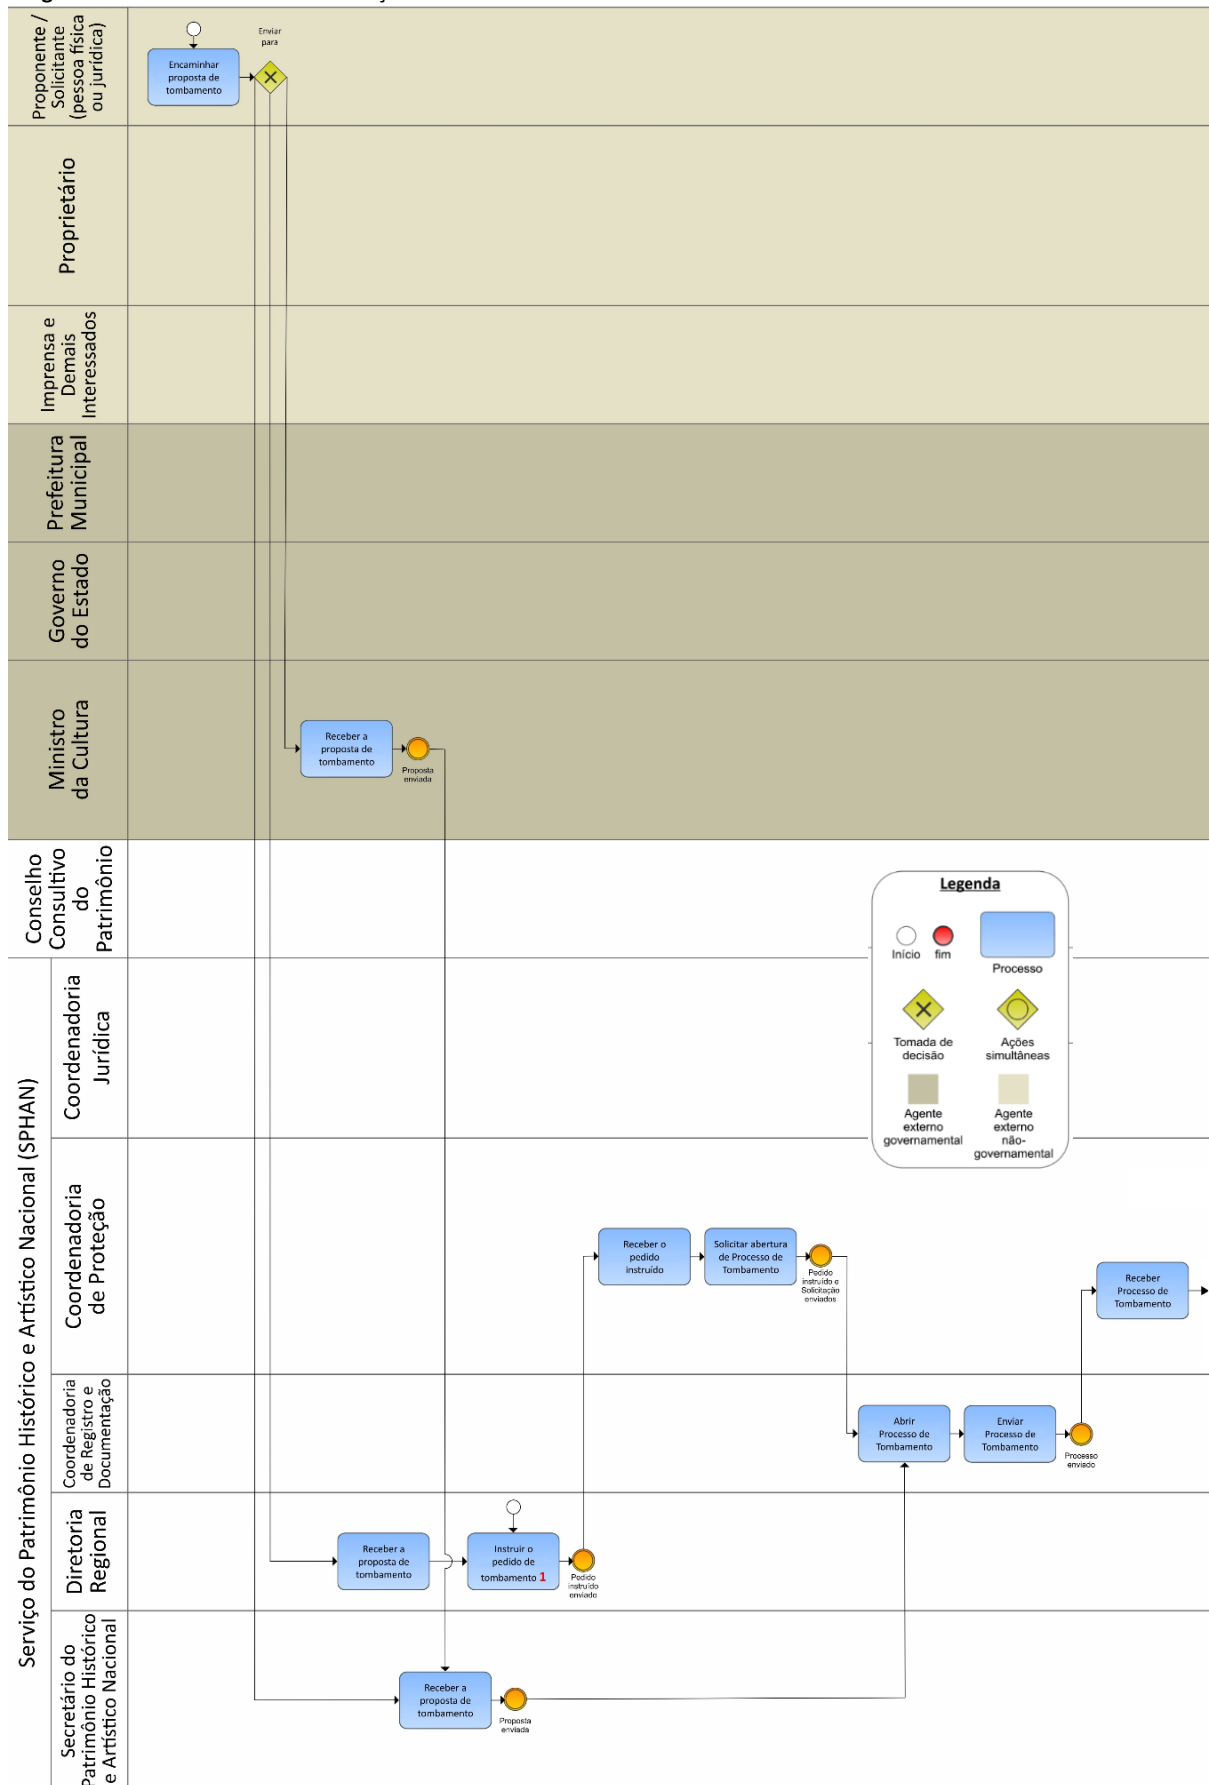 Proponente /
Solicitante
(pessoa física
ou jurídica)
Encaminhar
proposta de
tombamento
Enviar
para
Proprietário
Imprensa e
Demais
Interessados
Prefeitura
Municipal
Governo
do Estado
Ministro
da Cultura
Receber a
proposta de
tombamento
Proposta
enviada
Conselho
Consultivo
do
Patrimônio
Legenda
Início
fim
Processo
Tomada de
decisão
Ações
simultâneas
Agente
externo
governamental
Agente
externo
não-
governamental
Serviço do Patrimônio Histórico e Artístico Nacional (SPHAN)
Coordenadoria
Jurídica
Coordenadoria
de Proteção
Receber o
pedido
instruído
Solicitar abertura
de Processo de
Tombamento
Pedido
instruído e
Solicitação
enviados
Receber
Processo de
Tombamento
Coordenadoria
de Registro e
Documentação
Abrir
Processo de
Tombamento
Enviar
Processo de
Tombamento
Processo
enviado
Diretoria
Regional
Receber a
proposta de
tombamento
Instruir o
pedido de
tombamento 1
Pedido
instruído
enviado
Secretário do
Patrimônio Histórico
e Artístico Nacional
Receber a
proposta de
tombamento
Proposta
enviada